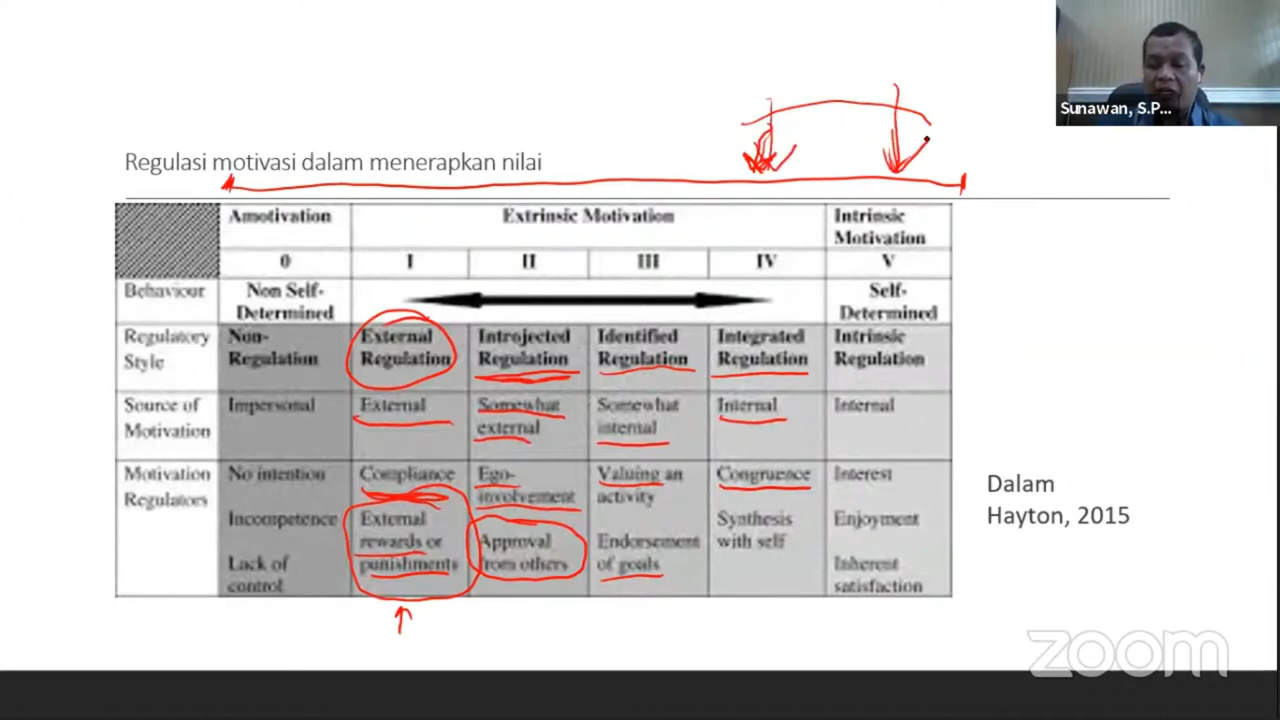 Sunawan, S.P...
Regulasi motivasi dalam menerapkan nilai
Amotivation
Extrinsic Motivation
Intrinsic
Motivation
0
I
II
III
IV
V
Behaviour
Non Self-
Determined
Self-
Determined
Regulatory
Style
Non-
Regulation
External
Regulation
Introjected
Regulation
Identified
Regulation
Integrated
Regulation
Intrinsic
Regulation
Source of
Motivation
Impersonal
External
Somewhat
external
Somewhat
internal
Internal
Internal
Motivation
Regulators
No intention
Incompetence
Lack of
control
Compliance
External
rewards or
punishments
Ego-
involvement
Approval
from others
Valuing an
activity
Endorsement
of goals
Congruence
Synthesis
with self
Interest
Enjoyment
Inherent
satisfaction
Dalam
Hayton, 2015
zoom